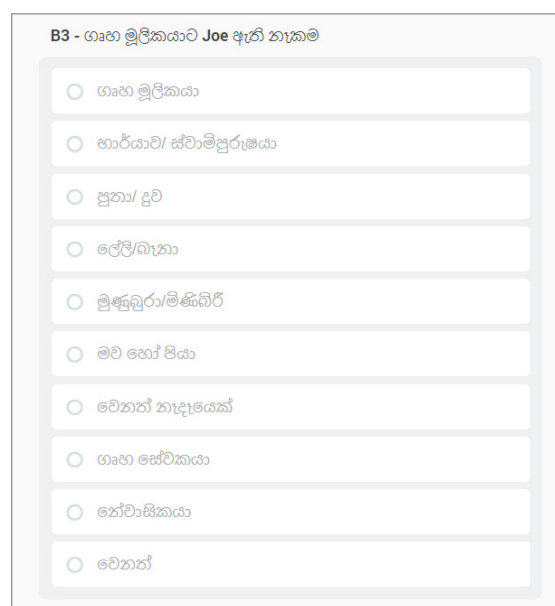 B3 - ගෘහ මූලිකයාට Joe ඇති නෑකම
ගෘහ මූලිකයා
භාර්යාව/ ස්වාමිපුරුෂයා
පුතා/ දුව
ලේලි/බෑනා
මුණුබුරා/මිණිබිරී
මව හෝ පියා
වෙනත් නෑදෑයෙක්
ගෘහ සේවකයා
නේවාසිකයා
වෙනත්